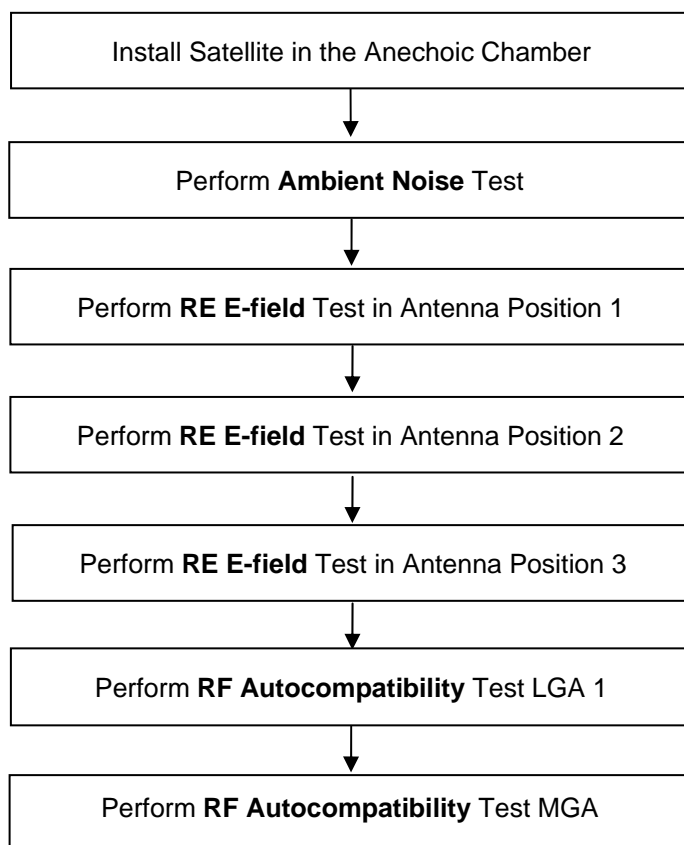 Install Satellite in the Anechoic Chamber
Perform Ambient Noise Test
Perform RE E-field Test in Antenna Position 1
Perform RE E-field Test in Antenna Position 2
Perform RE E-field Test in Antenna Position 3
Perform RF Autocompatibility Test LGA 1
Perform RF Autocompatibility Test MGA